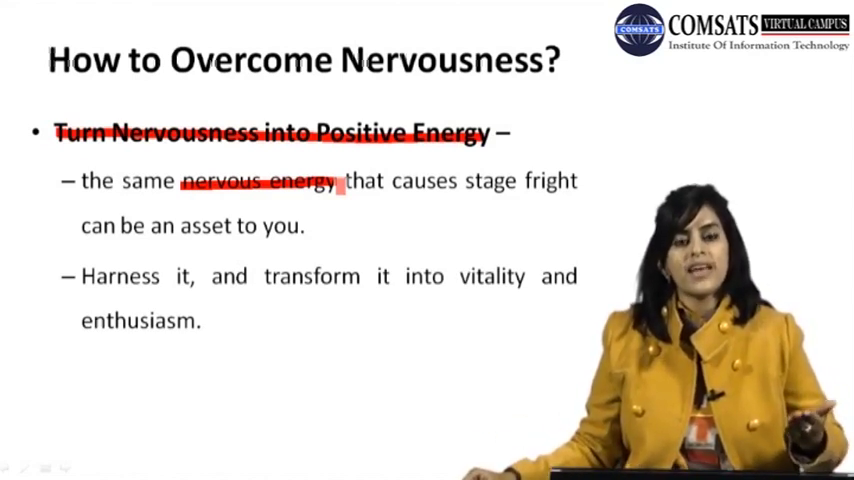 COMSATS VIRTUAL CAMPUS
Institute Of Information Technology
COMSATS
How to Overcome Nervousness?
• Turn Nervousness into Positive Energy –
– the same nervous energy that causes stage fright
can be an asset to you.
– Harness it, and transform it into vitality and
enthusiasm.